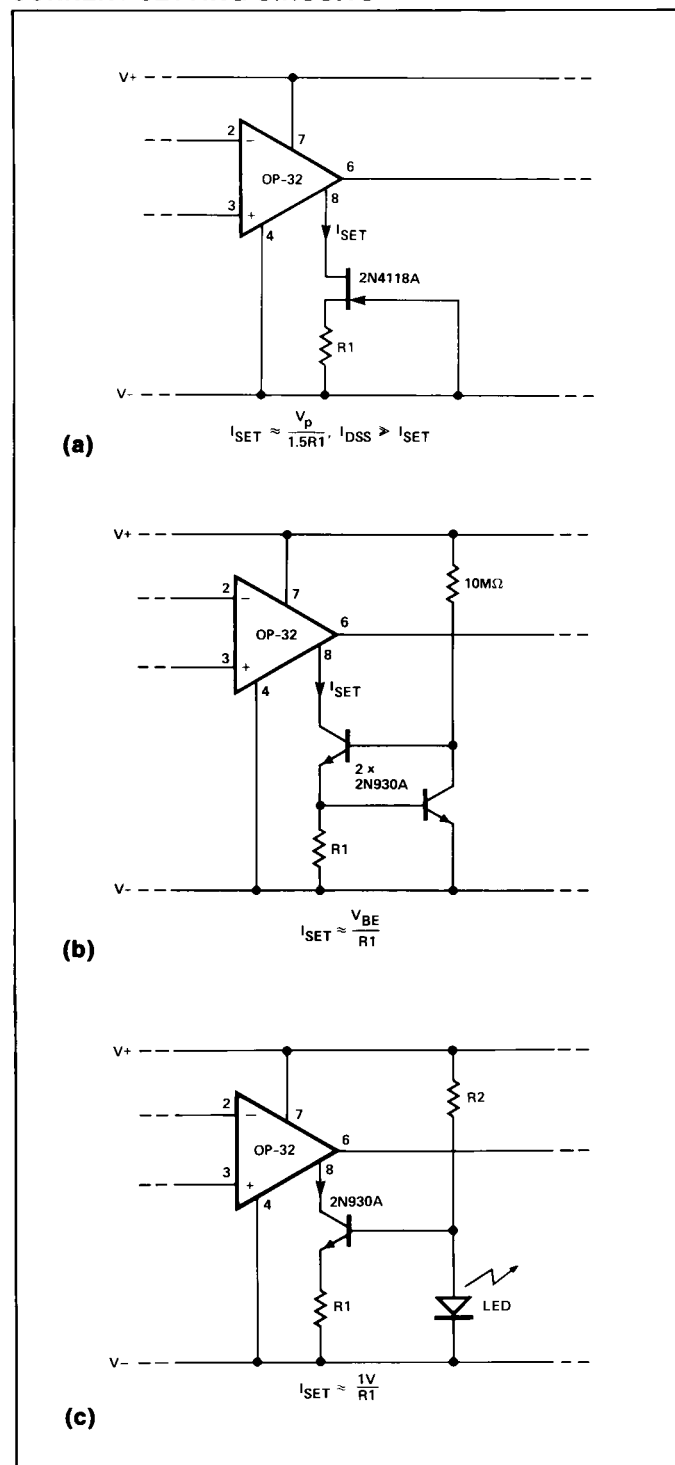 V+
2
−
7
OP-32
6
3
+
8
4
I_SET
2N4118A
R1
V−
I_SET ≈ V_p / 1.5R1, I_DSS ≥ I_SET
(a)
V+
10MΩ
2
−
7
OP-32
6
3
+
8
4
I_SET
2 ×
2N930A
R1
V−
I_SET ≈ V_BE / R1
(b)
V+
R2
2
−
7
OP-32
6
3
+
8
4
2N930A
R1
LED
V−
I_SET ≈ 1V / R1
(c)